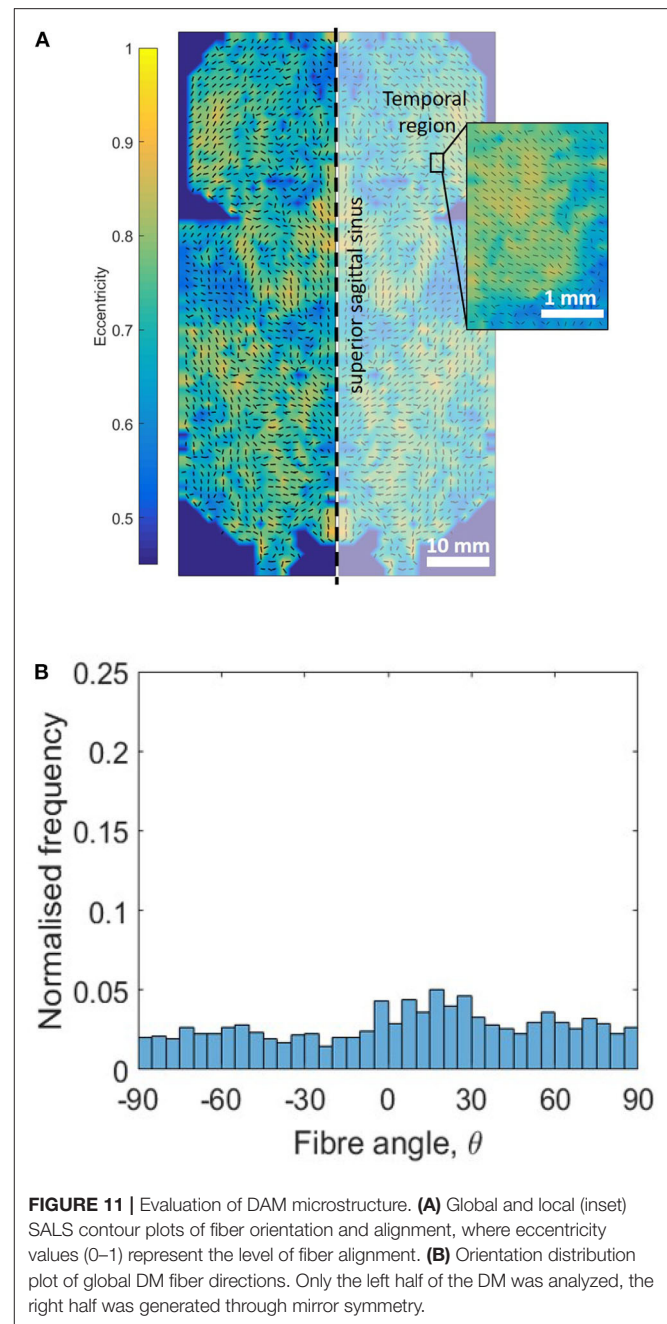 A
1
0.9
0.8
0.7
0.6
0.5
Eccentricity
superior sagittal sinus
Temporal
region
1 mm
10 mm
B
0.25
0.2
0.15
0.1
0.05
0
Normalised frequency
-90 -60 -30 0 30 60 90
Fibre angle, θ
FIGURE 11 | Evaluation of DAM microstructure. (A) Global and local (inset)
SALS contour plots of fiber orientation and alignment, where eccentricity
values (0–1) represent the level of fiber alignment. (B) Orientation distribution
plot of global DM fiber directions. Only the left half of the DM was analyzed, the
right half was generated through mirror symmetry.